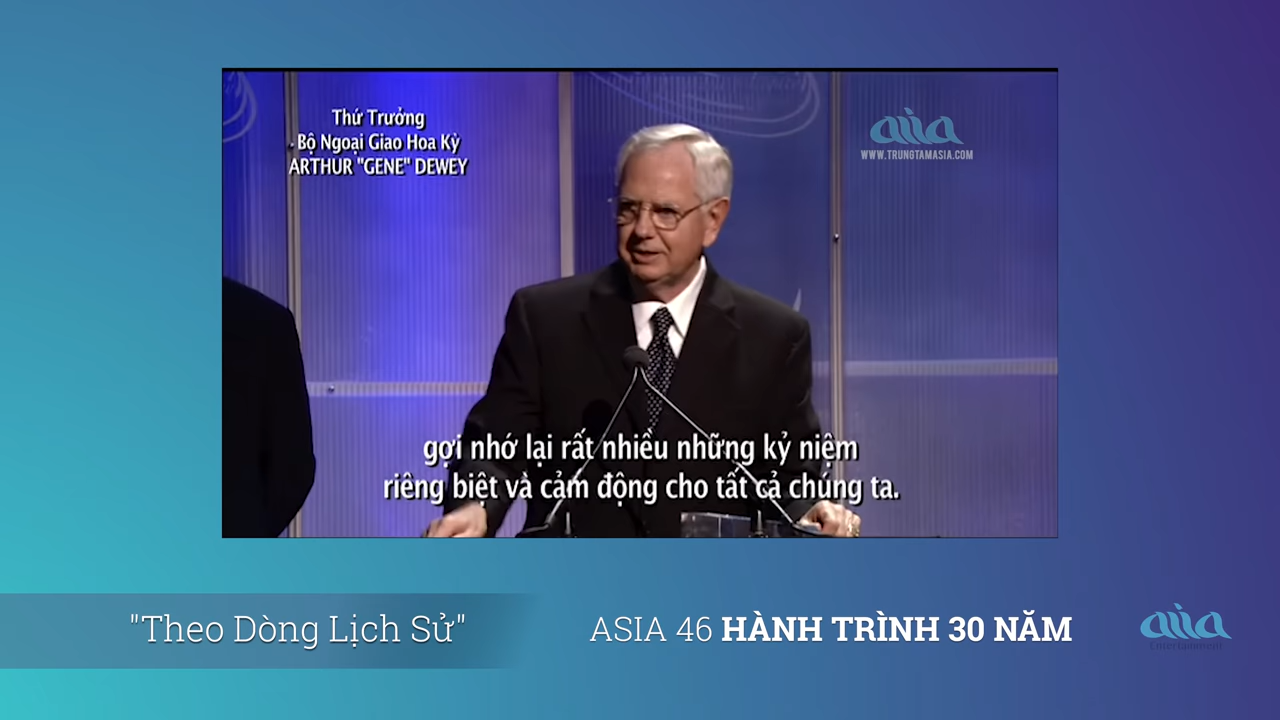 Thứ Trưởng
Bộ Ngoại Giao Hoa Kỳ
ARTHUR "GENE" DEWEY
asia
WWW.TRUNGTAMASIA.COM
gợi nhớ lại rất nhiều những kỷ niệm
riêng biệt và cảm động cho tất cả chúng ta.
"Theo Dòng Lịch Sử"
ASIA 46 HÀNH TRÌNH 30 NĂM
asia
Entertainment